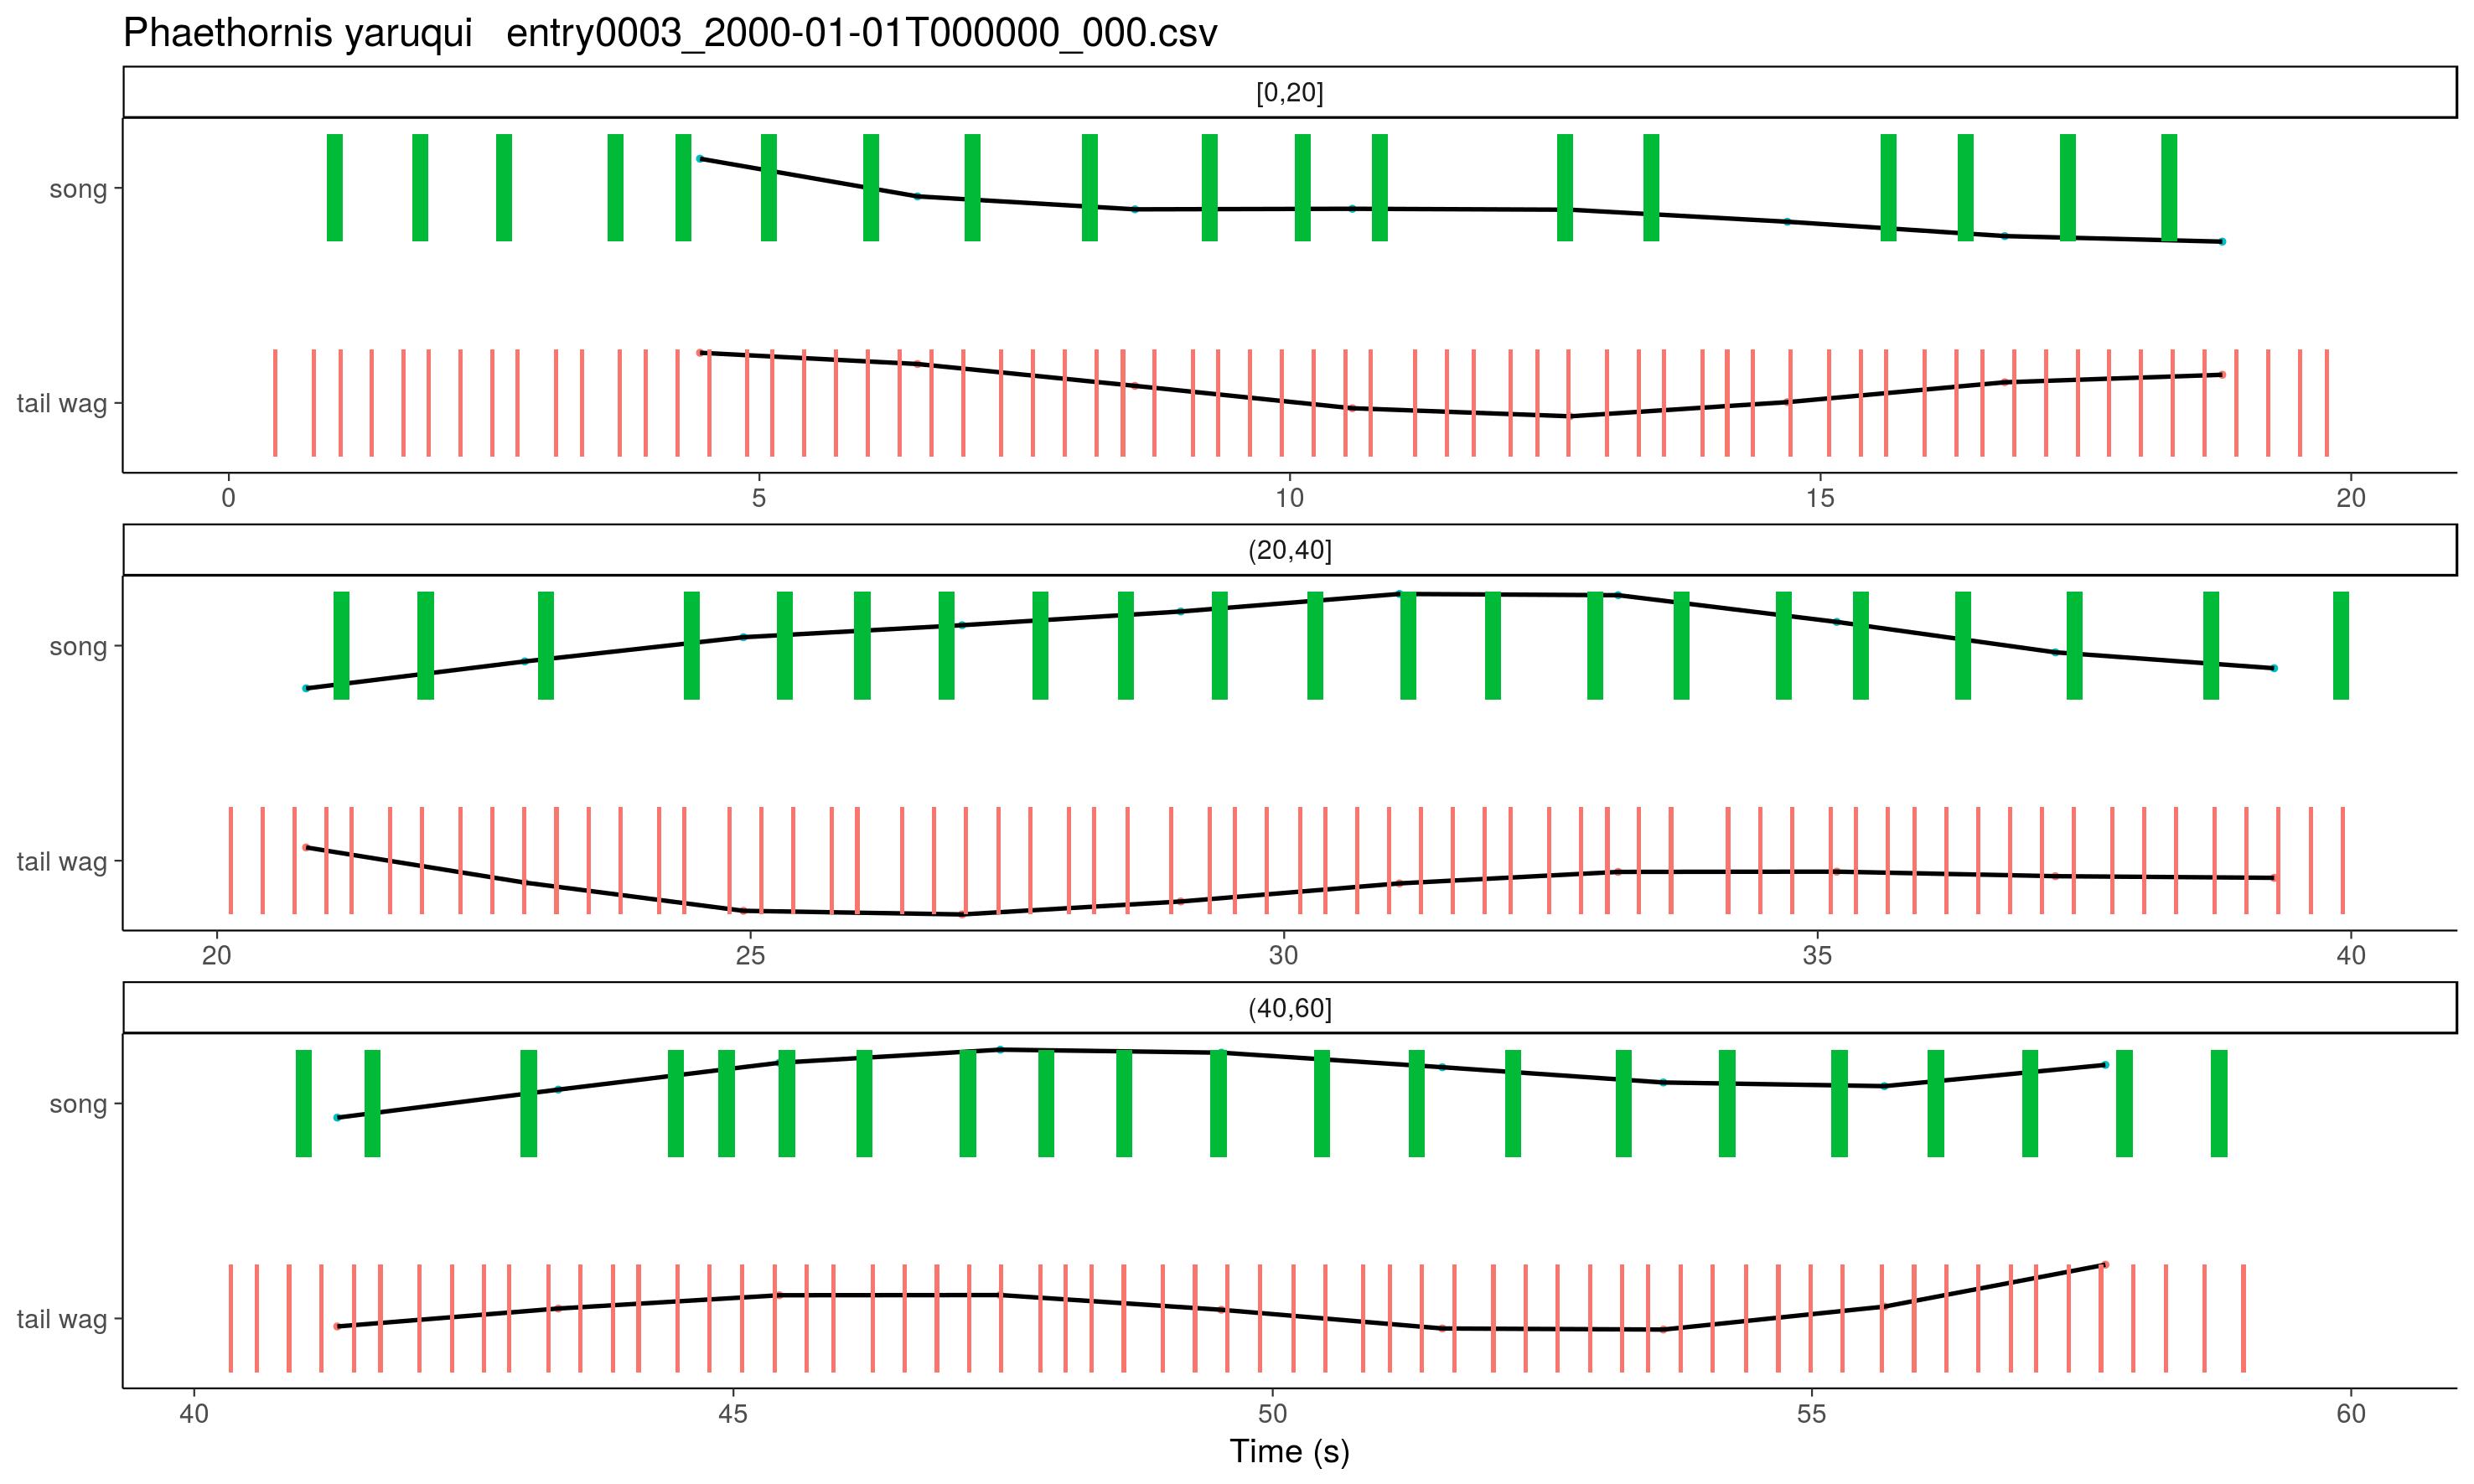 Phaethornis yaruqui   entry0003_2000-01-01T000000_000.csv
[0,20]
song
tail wag
0 5 10 15 20
(20,40]
song
tail wag
20 25 30 35 40
(40,60]
song
tail wag
40 45 50 55 60
Time (s)